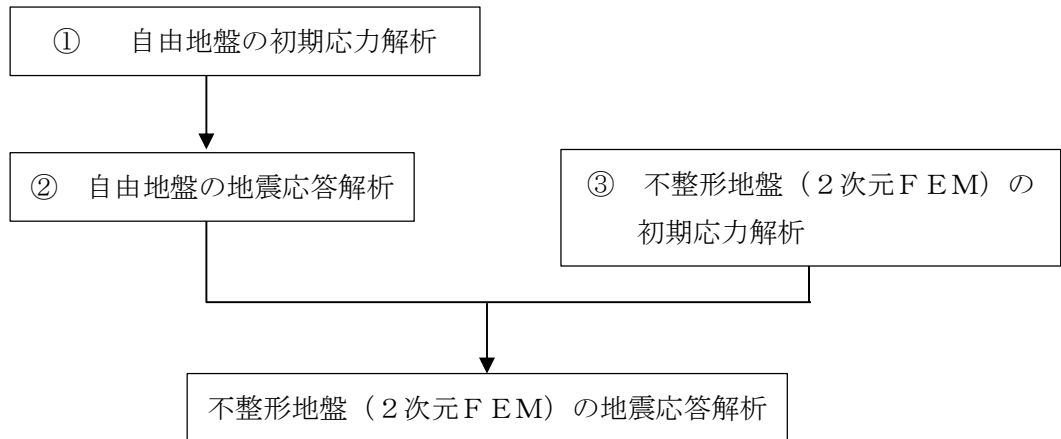 ① 自由地盤の初期応力解析
② 自由地盤の地震応答解析
③ 不整形地盤（２次元ＦＥＭ）の
初期応力解析
不整形地盤（２次元ＦＥＭ）の地震応答解析